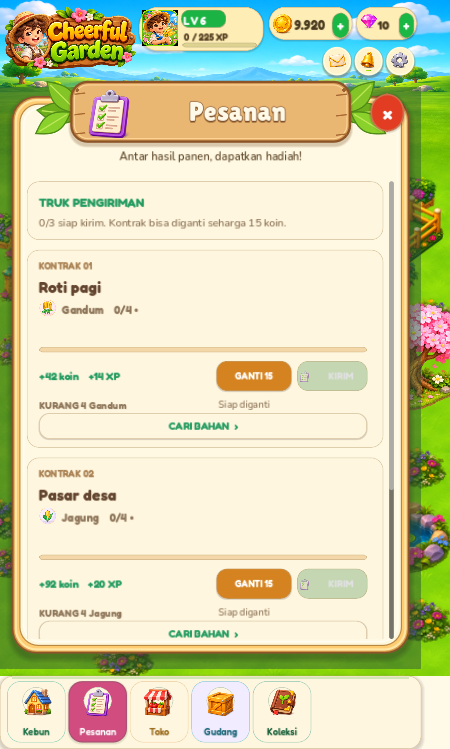 Cheerful
Garden
LV 6
0 / 225 XP
9.920
+
10
+
Pesanan
Antar hasil panen, dapatkan hadiah!
TRUK PENGIRIMAN
0/3 siap kirim. Kontrak bisa diganti seharga 15 koin.
KONTRAK 01
Roti pagi
Gandum 0/4 •
+42 koin +14 XP
GANTI 15
KIRIM
KURANG 4 Gandum
Siap diganti
CARI BAHAN ›
KONTRAK 02
Pasar desa
Jagung 0/4 •
+92 koin +20 XP
GANTI 15
KIRIM
KURANG 4 Jagung
Siap diganti
CARI BAHAN ›
Kebun
Pesanan
Toko
Gudang
Koleksi